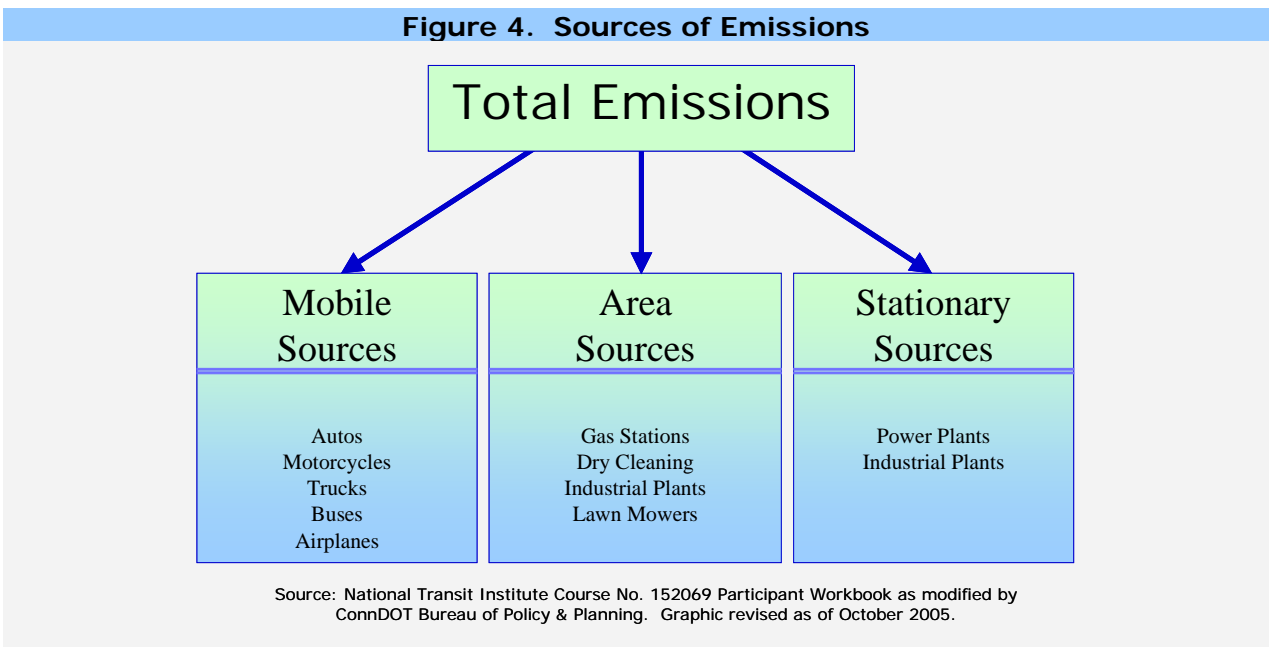 Figure 4. Sources of Emissions
Total Emissions
Mobile
Sources
Autos
Motorcycles
Trucks
Buses
Airplanes
Area
Sources
Gas Stations
Dry Cleaning
Industrial Plants
Lawn Mowers
Stationary
Sources
Power Plants
Industrial Plants
Source: National Transit Institute Course No. 152069 Participant Workbook as modified by
ConnDOT Bureau of Policy & Planning. Graphic revised as of October 2005.